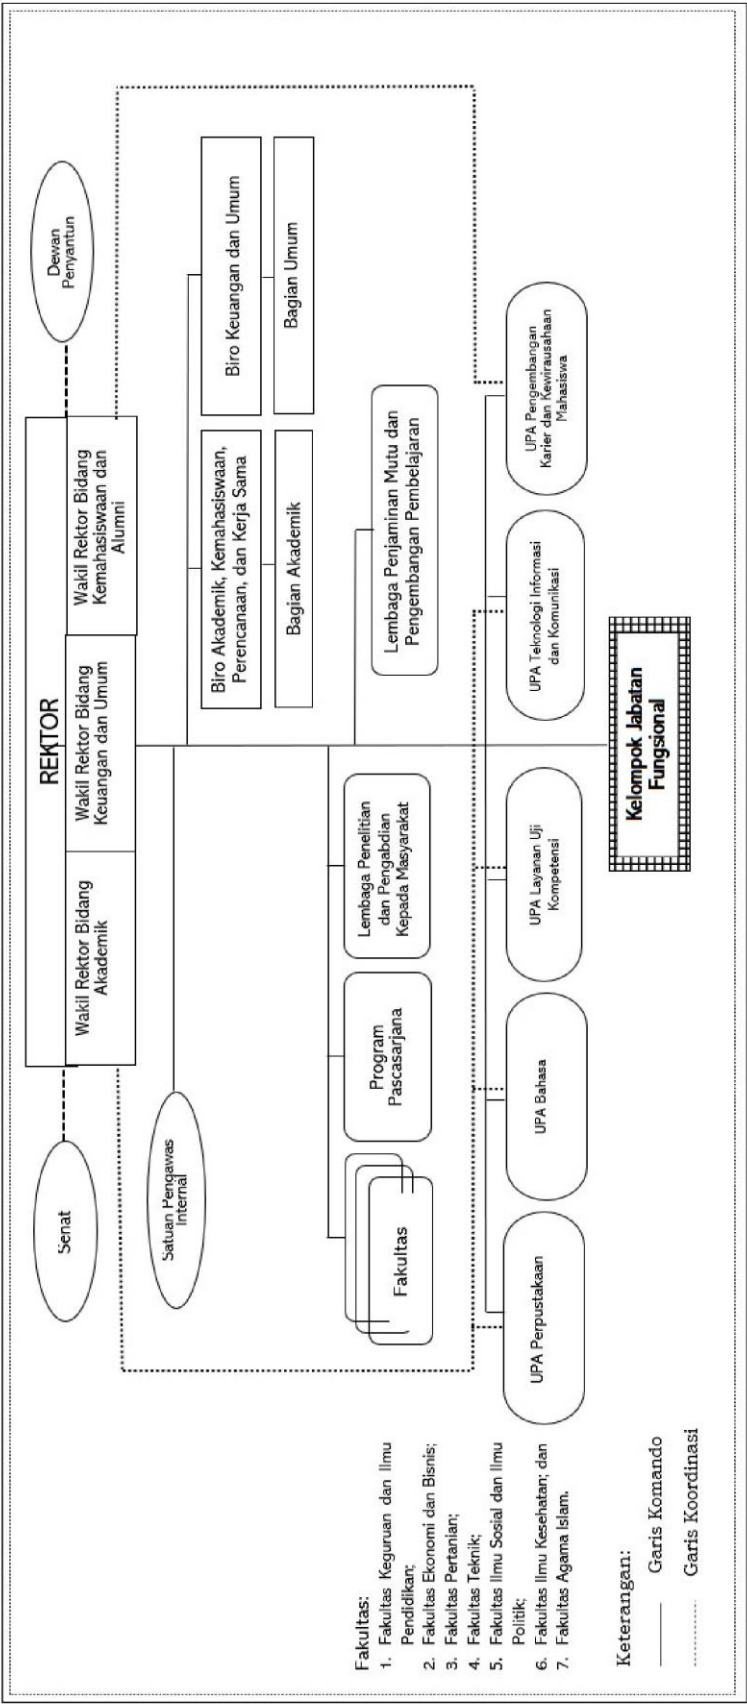 Senat
Dewan
Penyantun
REKTOR
Wakil Rektor Bidang
Akademik
Wakil Rektor Bidang
Keuangan dan Umum
Wakil Rektor Bidang
Kemahasiswaan dan
Alumni
Satuan Pengawas
Internal
Biro Akademik, Kemahasiswaan,
Perencanaan, dan Kerja Sama
Bagian Akademik
Biro Keuangan dan Umum
Bagian Umum
Fakultas
Program
Pascasarjana
Lembaga Penelitian
dan Pengabdian
Kepada Masyarakat
Lembaga Penjaminan Mutu dan
Pengembangan Pembelajaran
UPA Perpustakaan
UPA Bahasa
UPA Layanan Uji
Kompetensi
UPA Teknologi Informasi
dan Komunikasi
UPA Pengembangan
Karier dan Kewirausahaan
Mahasiswa
Kelompok Jabatan
Fungsional
Fakultas:
1. Fakultas Keguruan dan Ilmu
Pendidikan;
2. Fakultas Ekonomi dan Bisnis;
3. Fakultas Pertanian;
4. Fakultas Teknik;
5. Fakultas Ilmu Sosial dan Ilmu
Politik;
6. Fakultas Ilmu Kesehatan; dan
7. Fakultas Agama Islam.
Keterangan:
Garis Komando
Garis Koordinasi